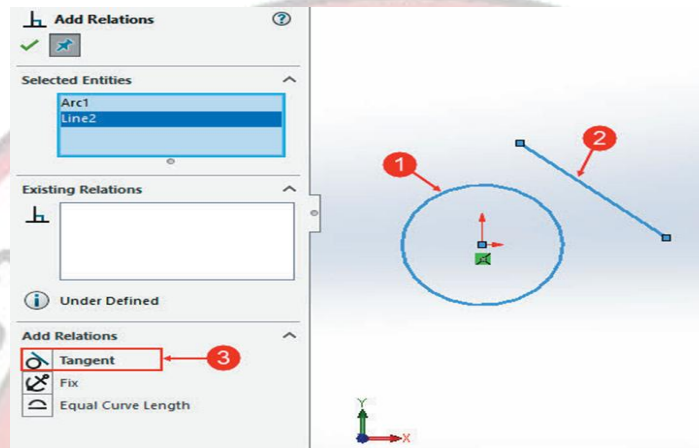 Add Relations
?
Selected Entities
Arc1
Line2
Existing Relations
Under Defined
Add Relations
Tangent
Fix
Equal Curve Length
1
2
3
Y
X